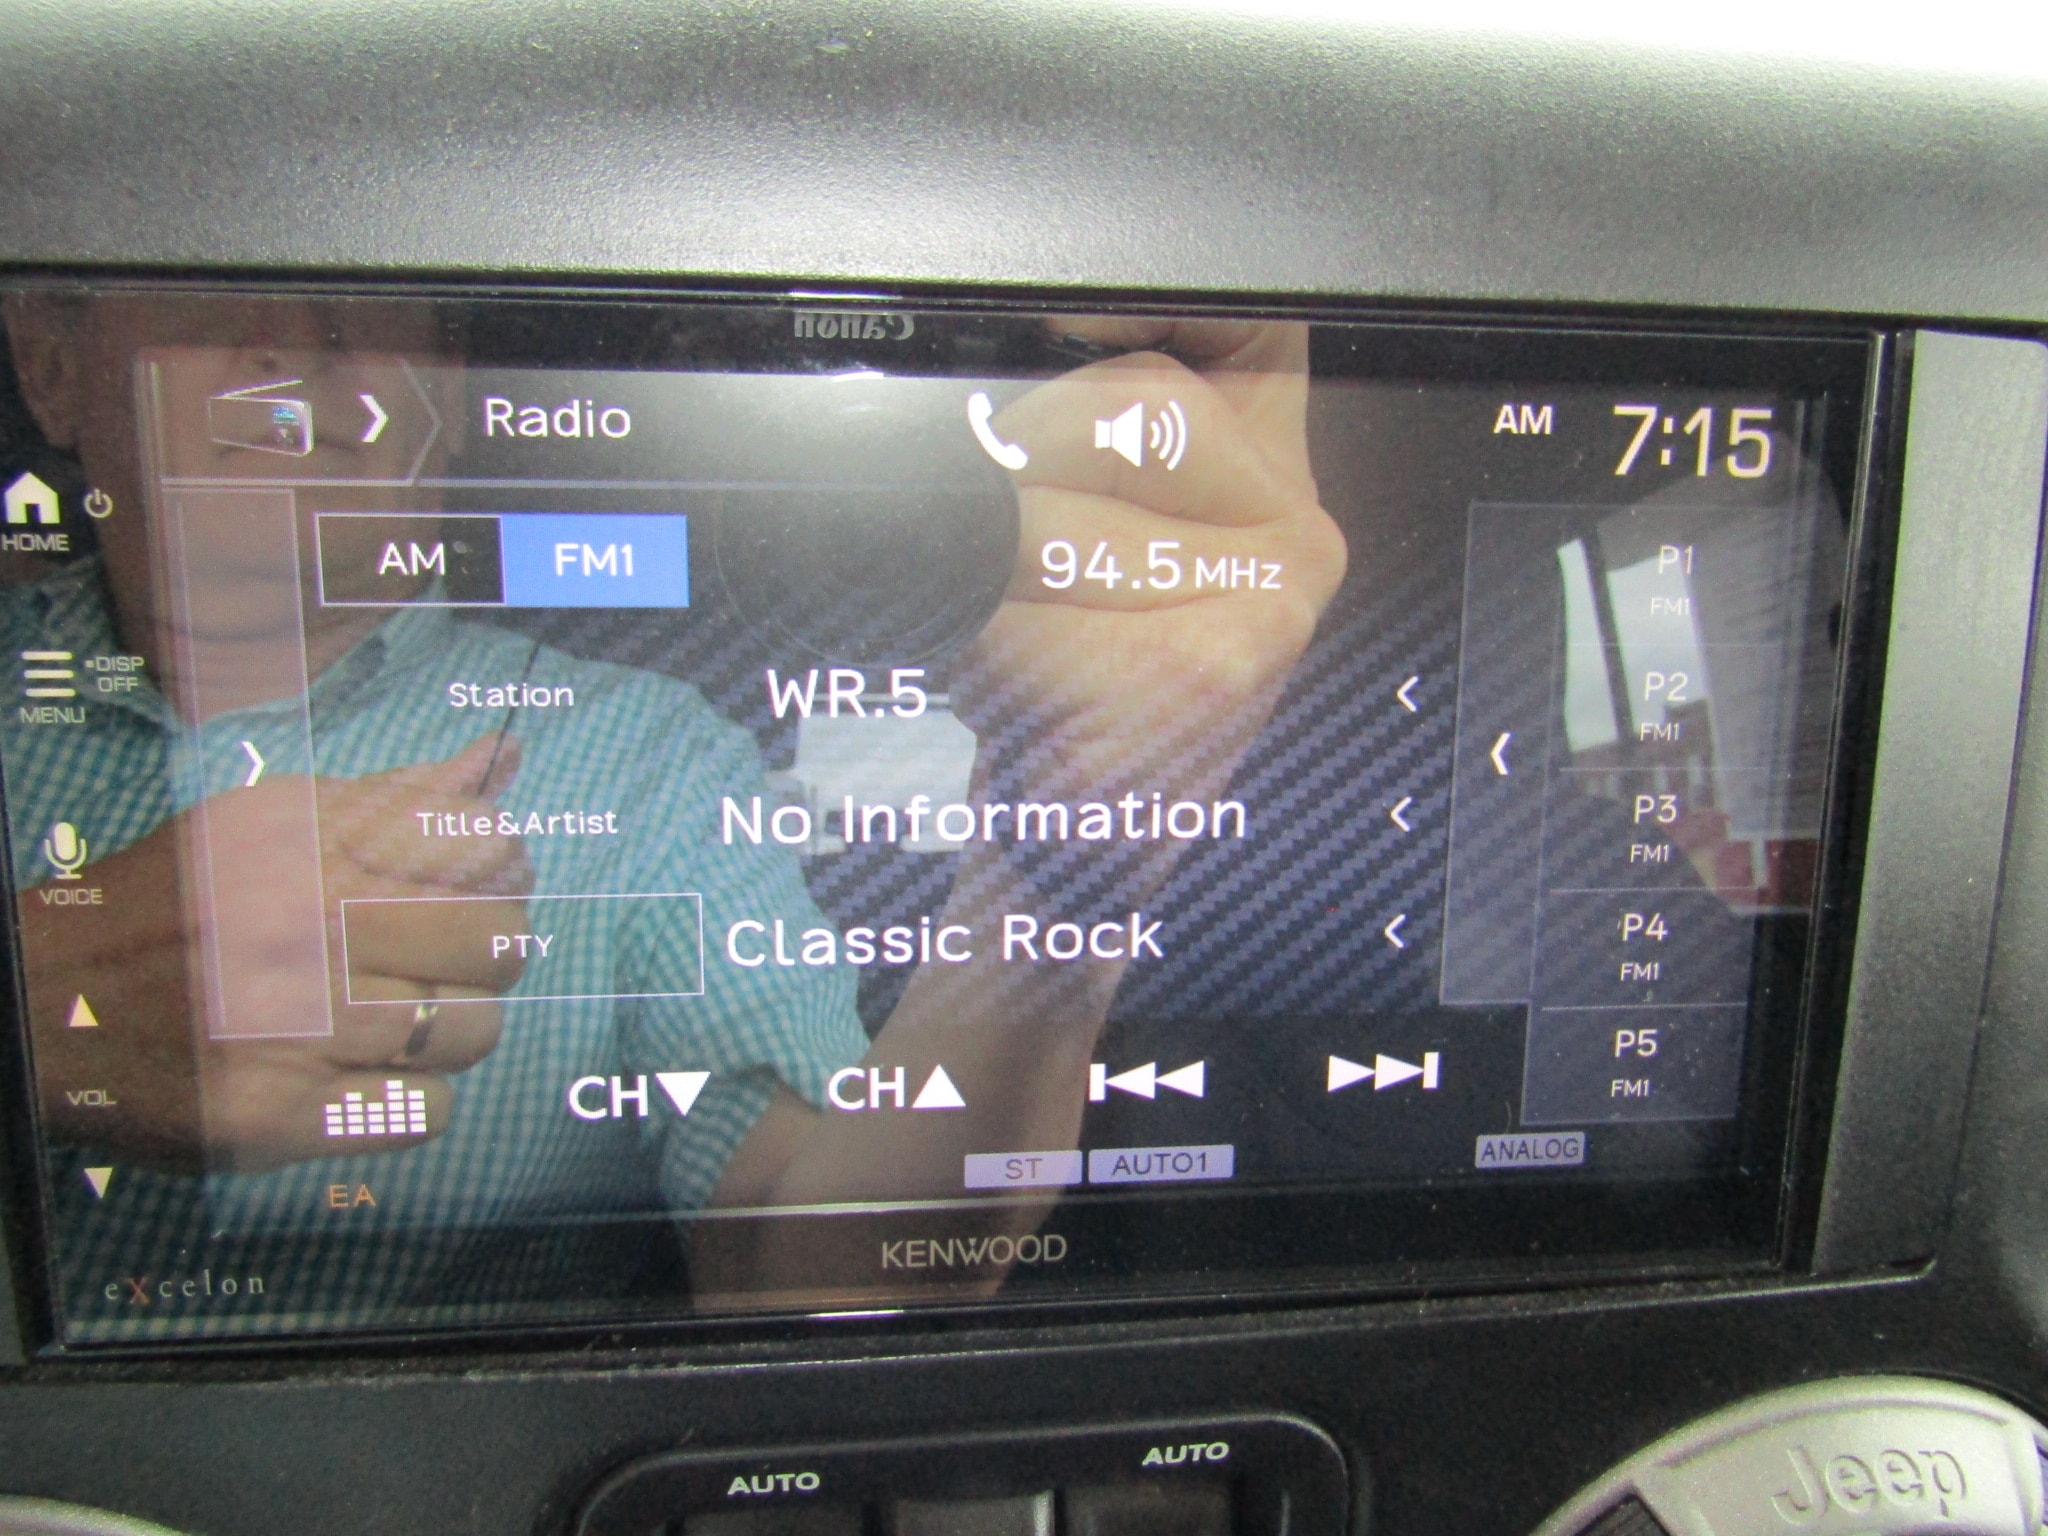 Canon
Radio
AM 7:15
HOME
AM FM1
94.5 MHz
P1
FM1
•DISP
OFF
MENU
Station WR.5
P2
FM1
Title&Artist No Information
P3
FM1
VOICE
PTY Classic Rock
P4
FM1
P5
FM1
VOL
CH▼ CH▲
ST AUTO1 ANALOG
EA
KENWOOD
excelon
AUTO AUTO
Jeep